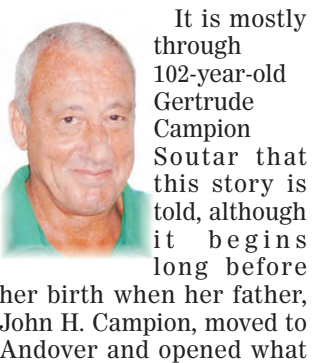 It is mostly
through
102-year-old
Gertrude
Campion
Soutar that
this story is
told, although
it begins
long before
her birth when her father,
John H. Campion, moved to
Andover and opened what